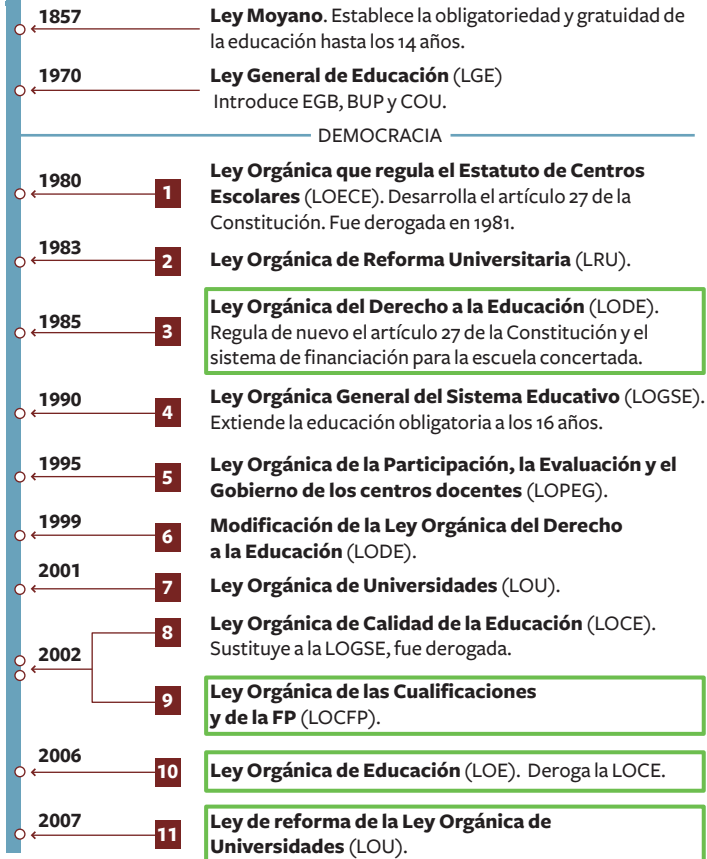 1857
Ley Moyano. Establece la obligatoriedad y gratuidad de
la educación hasta los 14 años.
1970
Ley General de Educación (LGE)
Introduce EGB, BUP y COU.
DEMOCRACIA
1980
1
Ley Orgánica que regula el Estatuto de Centros
Escolares (LOECE). Desarrolla el artículo 27 de la
Constitución. Fue derogada en 1981.
1983
2
Ley Orgánica de Reforma Universitaria (LRU).
1985
3
Ley Orgánica del Derecho a la Educación (LODE).
Regula de nuevo el artículo 27 de la Constitución y el
sistema de financiación para la escuela concertada.
1990
4
Ley Orgánica General del Sistema Educativo (LOGSE).
Extiende la educación obligatoria a los 16 años.
1995
5
Ley Orgánica de la Participación, la Evaluación y el
Gobierno de los centros docentes (LOPEG).
1999
6
Modificación de la Ley Orgánica del Derecho
a la Educación (LODE).
2001
7
Ley Orgánica de Universidades (LOU).
2002
8
Ley Orgánica de Calidad de la Educación (LOCE).
Sustituye a la LOGSE, fue derogada.
9
Ley Orgánica de las Cualificaciones
y de la FP (LOCFP).
2006
10
Ley Orgánica de Educación (LOE). Deroga la LOCE.
2007
11
Ley de reforma de la Ley Orgánica de
Universidades (LOU).